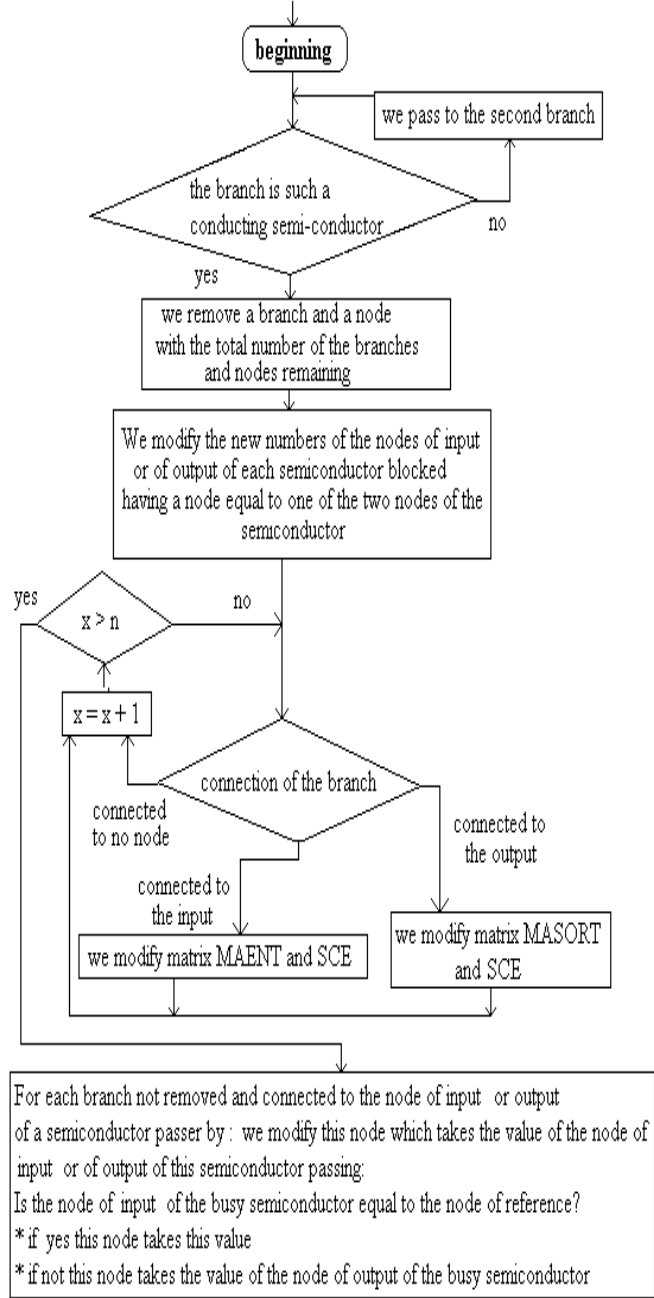 beginning
we pass to the second branch
the branch is such a
conducting semi-conductor
no
yes
we remove a branch and a node
with the total number of the branches
and nodes remaining
We modify the new numbers of the nodes of input
or of output of each semiconductor blocked
having a node equal to one of the two nodes of the
semiconductor
yes
x > n
no
x = x + 1
connection of the branch
connected
to no node
connected to
the output
connected to
the input
we modify matrix MAENT and SCE
we modify matrix MASORT
and SCE
For each branch not removed and connected to the node of input or output
of a semiconductor passer by : we modify this node which takes the value of the node of
input or of output of this semiconductor passing:
Is the node of input of the busy semiconductor equal to the node of reference?
* if yes this node takes this value
* if not this node takes the value of the node of output of the busy semiconductor